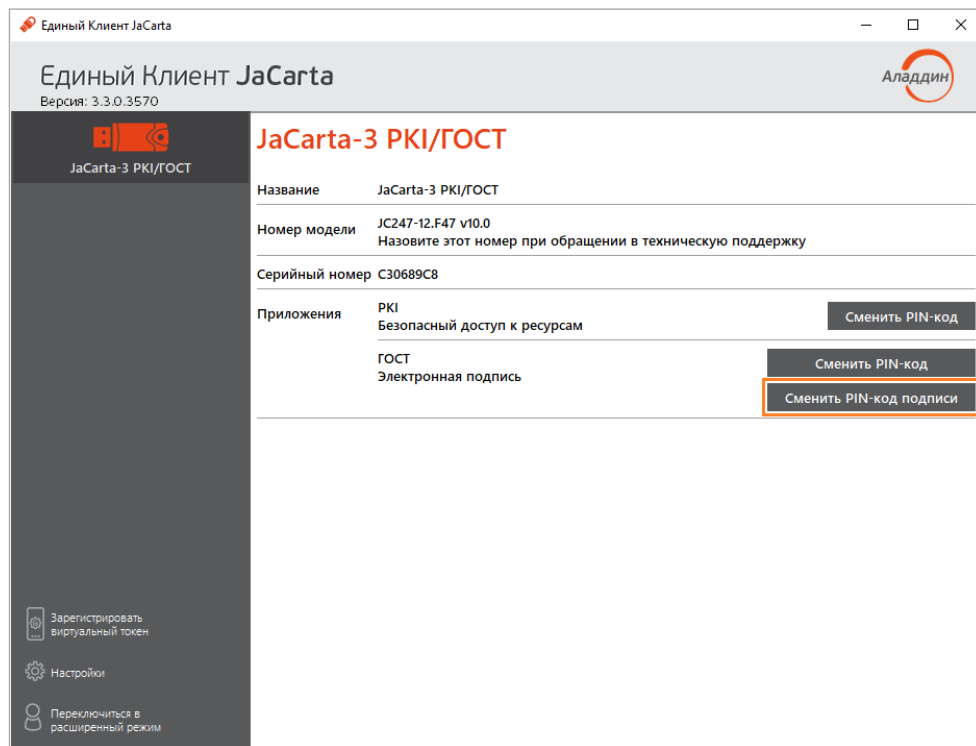 Единый Клиент JaCarta
Единый Клиент JaCarta
Версия: 3.3.0.3570
Аладдин
JaCarta-3 PKI/ГОСТ
JaCarta-3 PKI/ГОСТ
Название JaCarta-3 PKI/ГОСТ
Номер модели JC247-12.F47 v10.0
Назовите этот номер при обращении в техническую поддержку
Серийный номер C30689C8
Приложения PKI
Безопасный доступ к ресурсам
Сменить PIN-код
ГОСТ
Электронная подпись
Сменить PIN-код
Сменить PIN-код подписи
Зарегистрировать
виртуальный токен
Настройки
Переключиться в
расширенный режим